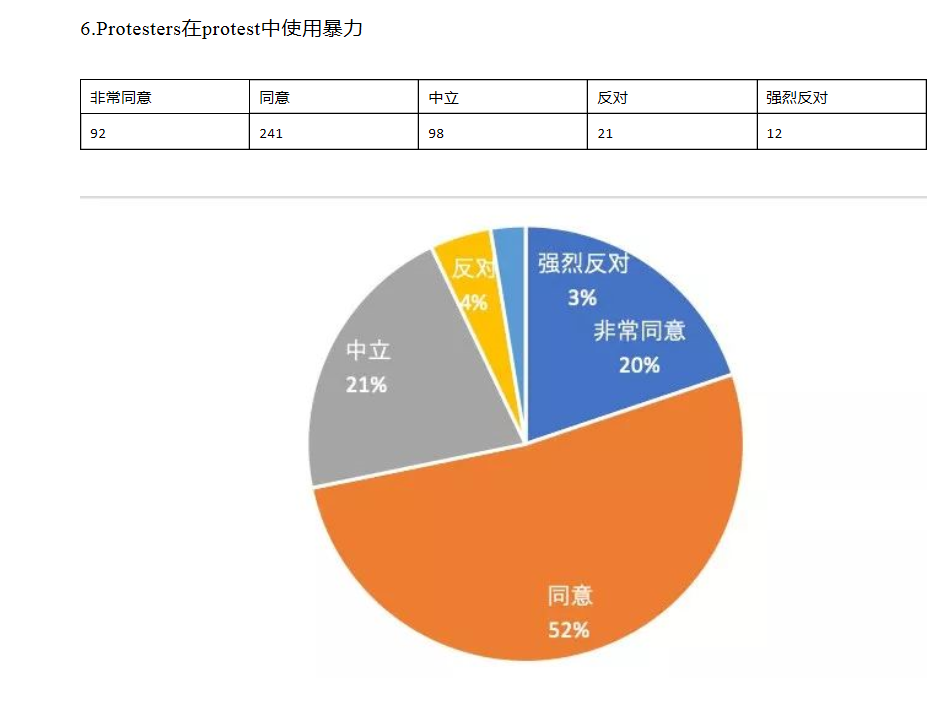 6.Protesters在protest中使用暴力
非常同意 同意 中立 反对 强烈反对
92 241 98 21 12
强烈反对
3%
反对
4%
非常同意
20%
中立
21%
同意
52%